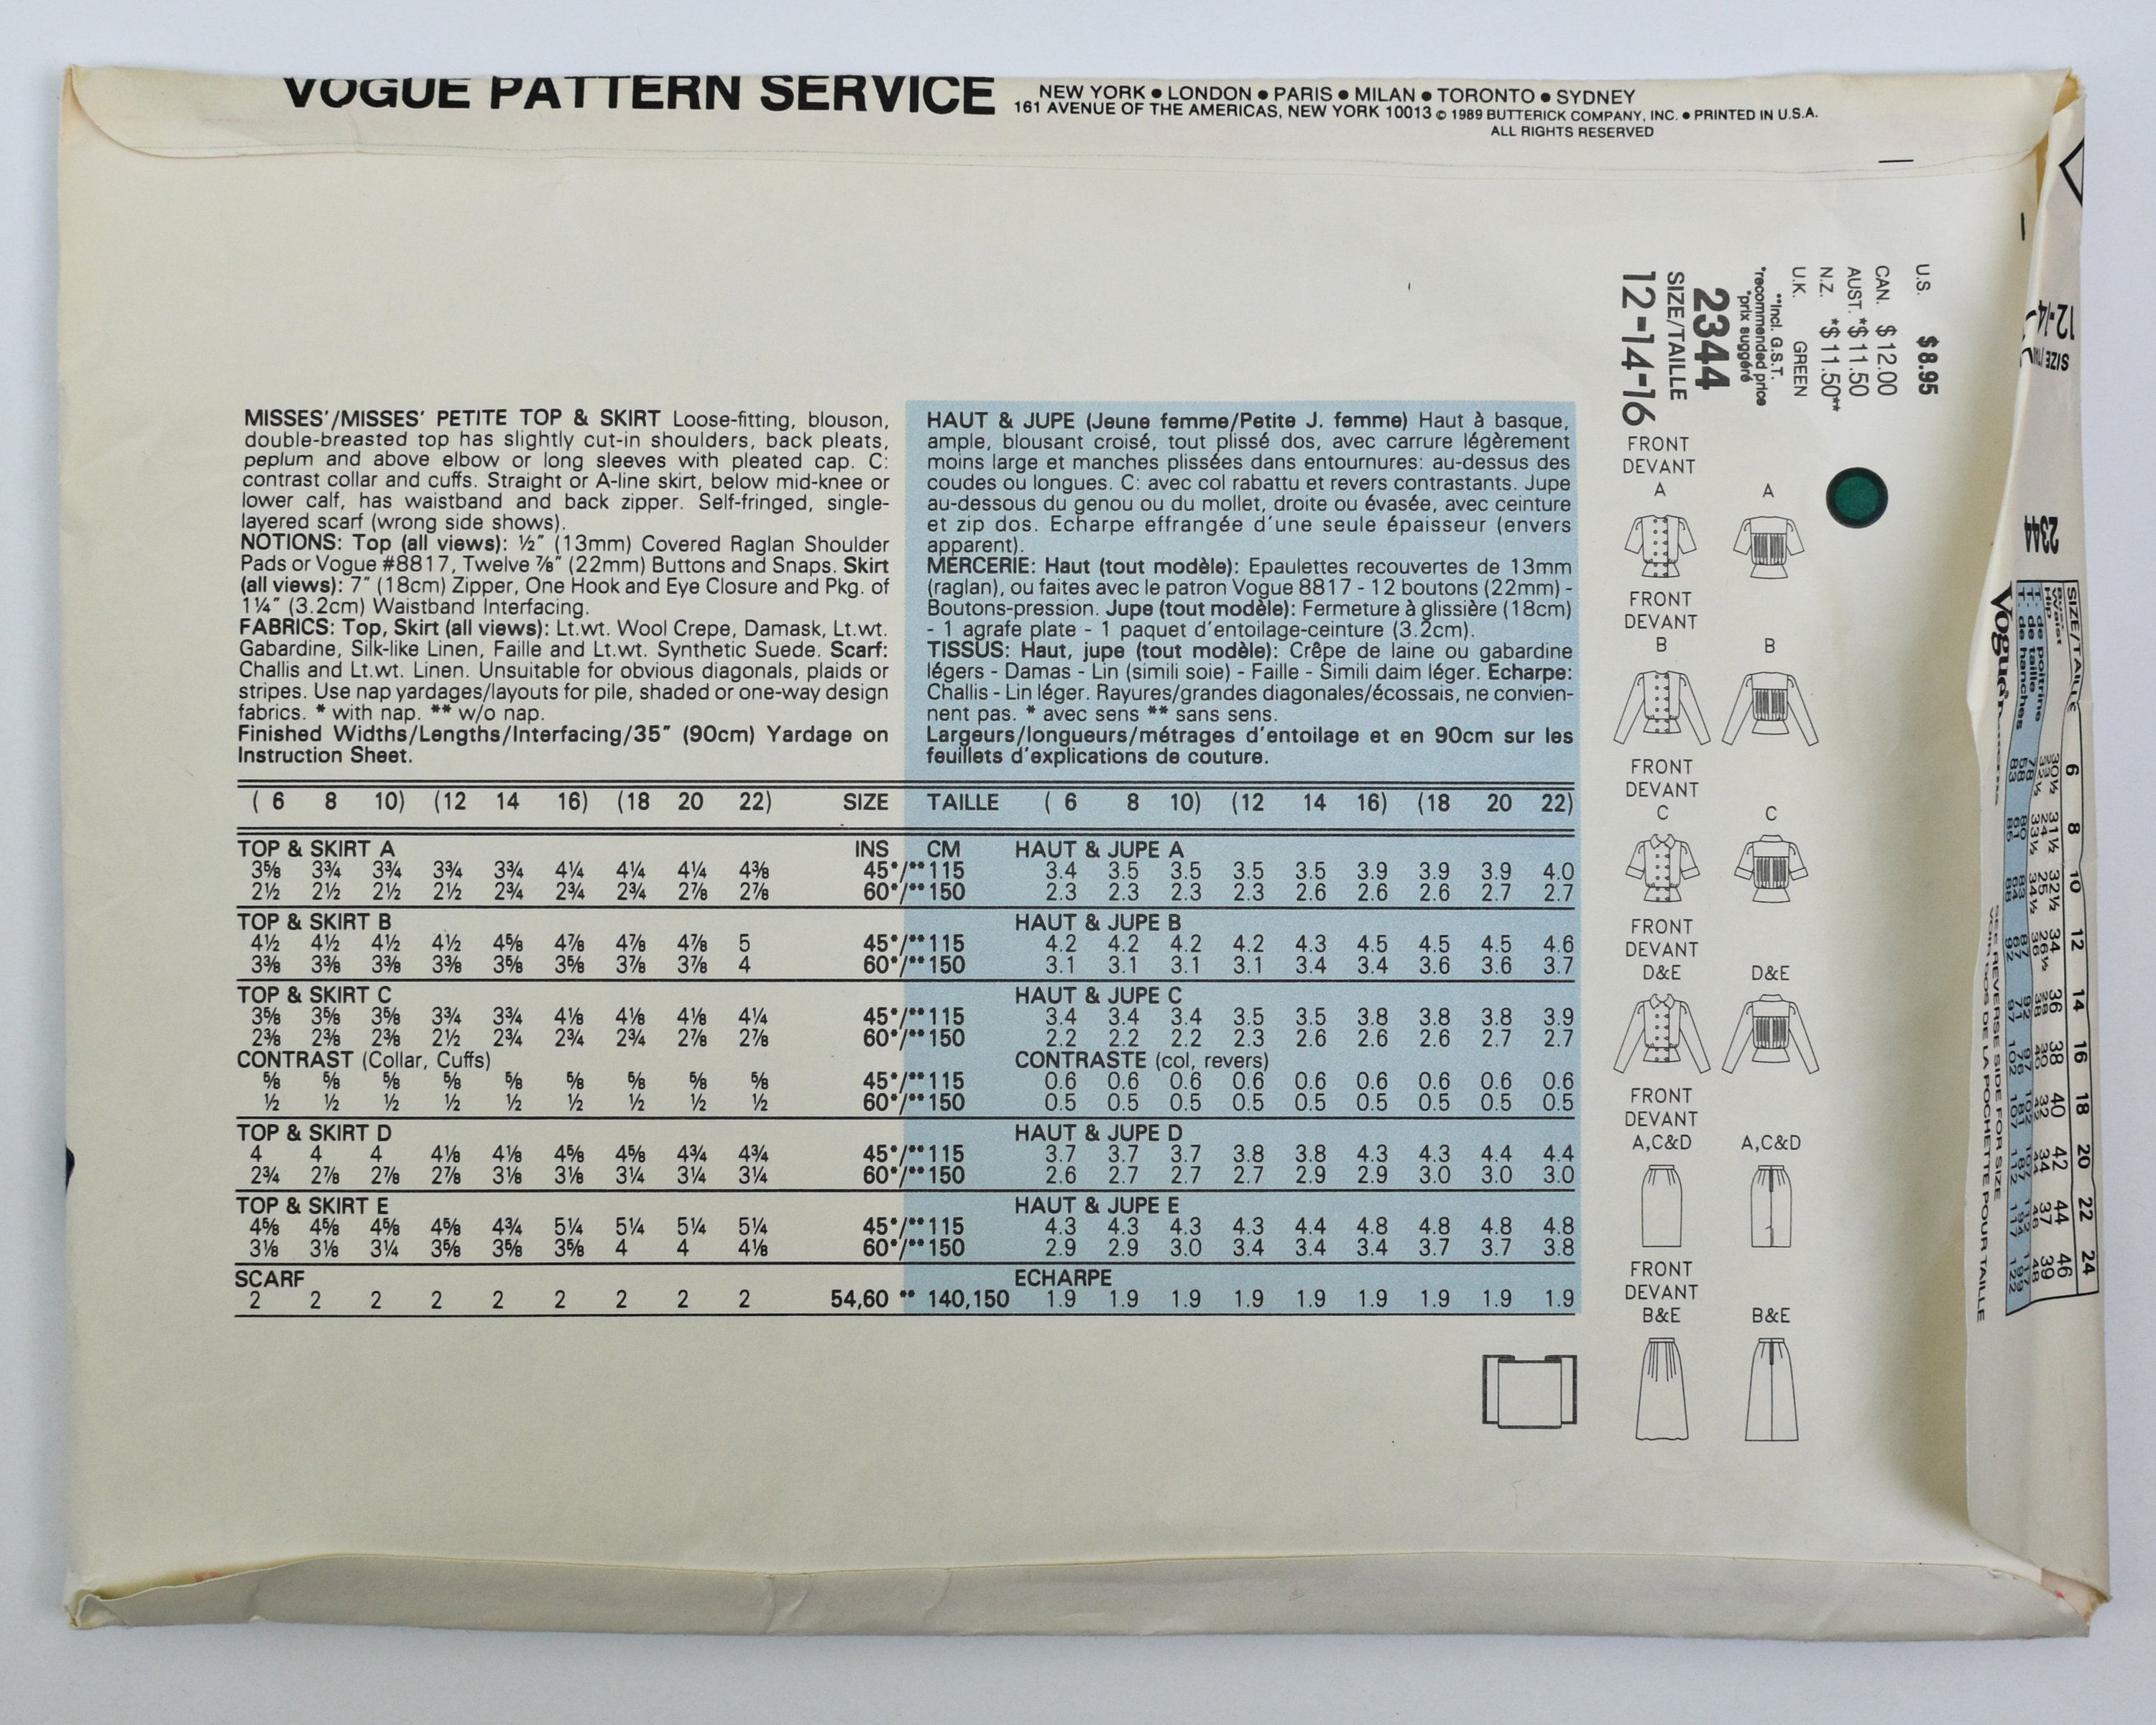 VOGUE PATTERN SERVICE
NEW YORK ● LONDON ● PARIS ● MILAN ● TORONTO ● SYDNEY
161 AVENUE OF THE AMERICAS, NEW YORK 10013 © 1989 BUTTERICK COMPANY, INC. ● PRINTED IN U.S.A.
ALL RIGHTS RESERVED
MISSES'/MISSES' PETITE TOP & SKIRT Loose-fitting, blouson,
double-breasted top has slightly cut-in shoulders, back pleats,
peplum and above elbow or long sleeves with pleated cap. C:
contrast collar and cuffs. Straight or A-line skirt, below mid-knee or
lower calf, has waistband and back zipper. Self-fringed, single-
layered scarf (wrong side shows).
NOTIONS: Top (all views): ½" (13mm) Covered Raglan Shoulder
Pads or Vogue #8817, Twelve ⅞" (22mm) Buttons and Snaps. Skirt
(all views): 7" (18cm) Zipper, One Hook and Eye Closure and Pkg. of
1¼" (3.2cm) Waistband Interfacing.
FABRICS: Top, Skirt (all views): Lt.wt. Wool Crepe, Damask, Lt.wt.
Gabardine, Silk-like Linen, Faille and Lt.wt. Synthetic Suede. Scarf:
Challis and Lt.wt. Linen. Unsuitable for obvious diagonals, plaids or
stripes. Use nap yardages/layouts for pile, shaded or one-way design
fabrics. * with nap. ** w/o nap.
Finished Widths/Lengths/Interfacing/35" (90cm) Yardage on
Instruction Sheet.
HAUT & JUPE (Jeune femme/Petite J. femme) Haut à basque,
ample, blousant croisé, tout plissé dos, avec carrure légèrement
moins large et manches plissées dans entournures: au-dessus des
coudes ou longues. C: avec col rabattu et revers contrastants. Jupe
au-dessous du genou ou du mollet, droite ou évasée, avec ceinture
et zip dos. Echarpe effrangée d'une seule épaisseur (envers
apparent).
MERCERIE: Haut (tout modèle): Epaulettes recouvertes de 13mm
(raglan), ou faites avec le patron Vogue 8817 - 12 boutons (22mm) -
Boutons-pression. Jupe (tout modèle): Fermeture à glissière (18cm)
- 1 agrafe plate - 1 paquet d'entoilage-ceinture (3.2cm).
TISSUS: Haut, jupe (tout modèle): Crêpe de laine ou gabardine
légers - Damas - Lin (simili soie) - Faille - Simili daim léger. Echarpe:
Challis - Lin léger. Rayures/grandes diagonales/écossais, ne convien-
nent pas. * avec sens ** sans sens.
Largeurs/longueurs/métrages d'entoilage et en 90cm sur les
feuillets d'explications de couture.
( 6 8 10) (12 14 16) (18 20 22) SIZE TAILLE ( 6 8 10) (12 14 16) (18 20 22)
TOP & SKIRT A INS CM HAUT & JUPE A
3⅝ 3¾ 3¾ 3¾ 3¾ 4¼ 4¼ 4¼ 4⅜ 45*/**115 3.4 3.5 3.5 3.5 3.5 3.9 3.9 3.9 4.0
2½ 2½ 2½ 2½ 2¾ 2¾ 2¾ 2⅞ 2⅞ 60*/**150 2.3 2.3 2.3 2.3 2.6 2.6 2.6 2.7 2.7
TOP & SKIRT B HAUT & JUPE B
4½ 4½ 4½ 4½ 4⅝ 4⅞ 4⅞ 4⅞ 5 45*/**115 4.2 4.2 4.2 4.2 4.3 4.5 4.5 4.5 4.6
3⅜ 3⅜ 3⅜ 3⅜ 3⅝ 3⅝ 3⅞ 3⅞ 4 60*/**150 3.1 3.1 3.1 3.1 3.4 3.4 3.6 3.6 3.7
TOP & SKIRT C HAUT & JUPE C
3⅝ 3⅝ 3⅝ 3¾ 3¾ 4⅛ 4⅛ 4⅛ 4¼ 45*/**115 3.4 3.4 3.4 3.5 3.5 3.8 3.8 3.8 3.9
2⅜ 2⅜ 2⅜ 2½ 2¾ 2¾ 2¾ 2⅞ 2⅞ 60*/**150 2.2 2.2 2.2 2.3 2.6 2.6 2.6 2.7 2.7
CONTRAST (Collar, Cuffs) CONTRASTE (col, revers)
⅝ ⅝ ⅝ ⅝ ⅝ ⅝ ⅝ ⅝ ⅝ 45*/**115 0.6 0.6 0.6 0.6 0.6 0.6 0.6 0.6 0.6
½ ½ ½ ½ ½ ½ ½ ½ ½ 60*/**150 0.5 0.5 0.5 0.5 0.5 0.5 0.5 0.5 0.5
TOP & SKIRT D HAUT & JUPE D
4 4 4 4⅛ 4⅛ 4⅝ 4⅝ 4¾ 4¾ 45*/**115 3.7 3.7 3.7 3.8 3.8 4.3 4.3 4.4 4.4
2¾ 2⅞ 2⅞ 2⅞ 3⅛ 3⅛ 3¼ 3¼ 3¼ 60*/**150 2.6 2.7 2.7 2.7 2.9 2.9 3.0 3.0 3.0
TOP & SKIRT E HAUT & JUPE E
4⅝ 4⅝ 4⅝ 4⅝ 4¾ 5¼ 5¼ 5¼ 5¼ 45*/**115 4.3 4.3 4.3 4.3 4.4 4.8 4.8 4.8 4.8
3⅛ 3⅛ 3¼ 3⅝ 3⅝ 3⅝ 4 4 4⅛ 60*/**150 2.9 2.9 3.0 3.4 3.4 3.4 3.7 3.7 3.8
SCARF ECHARPE
2 2 2 2 2 2 2 2 2 54,60 ** 140,150 1.9 1.9 1.9 1.9 1.9 1.9 1.9 1.9 1.9
U.S. $8.95
CAN. $12.00
AUST. *$11.50
N.Z. *$11.50**
U.K. GREEN
**Incl. G.S.T.
*recommended price
*prix suggéré
2344
SIZE/TAILLE
12-14-16
FRONT
DEVANT
A A
FRONT
DEVANT
B B
FRONT
DEVANT
C C
FRONT
DEVANT
D&E D&E
FRONT
DEVANT
A,C&D A,C&D
FRONT
DEVANT
B&E B&E
2344
SIZE/TAILLE 6 8 10 12 14 16 18 20 22 24
30½ 31½ 32½ 34 36 38 40 42 44 46
Waist
Hip
T. de poitrine
T. de taille
T. de hanches
SEE REVERSE SIDE FOR SIZE
VOIR DOS DE LA POCHETTE POUR TAILLE